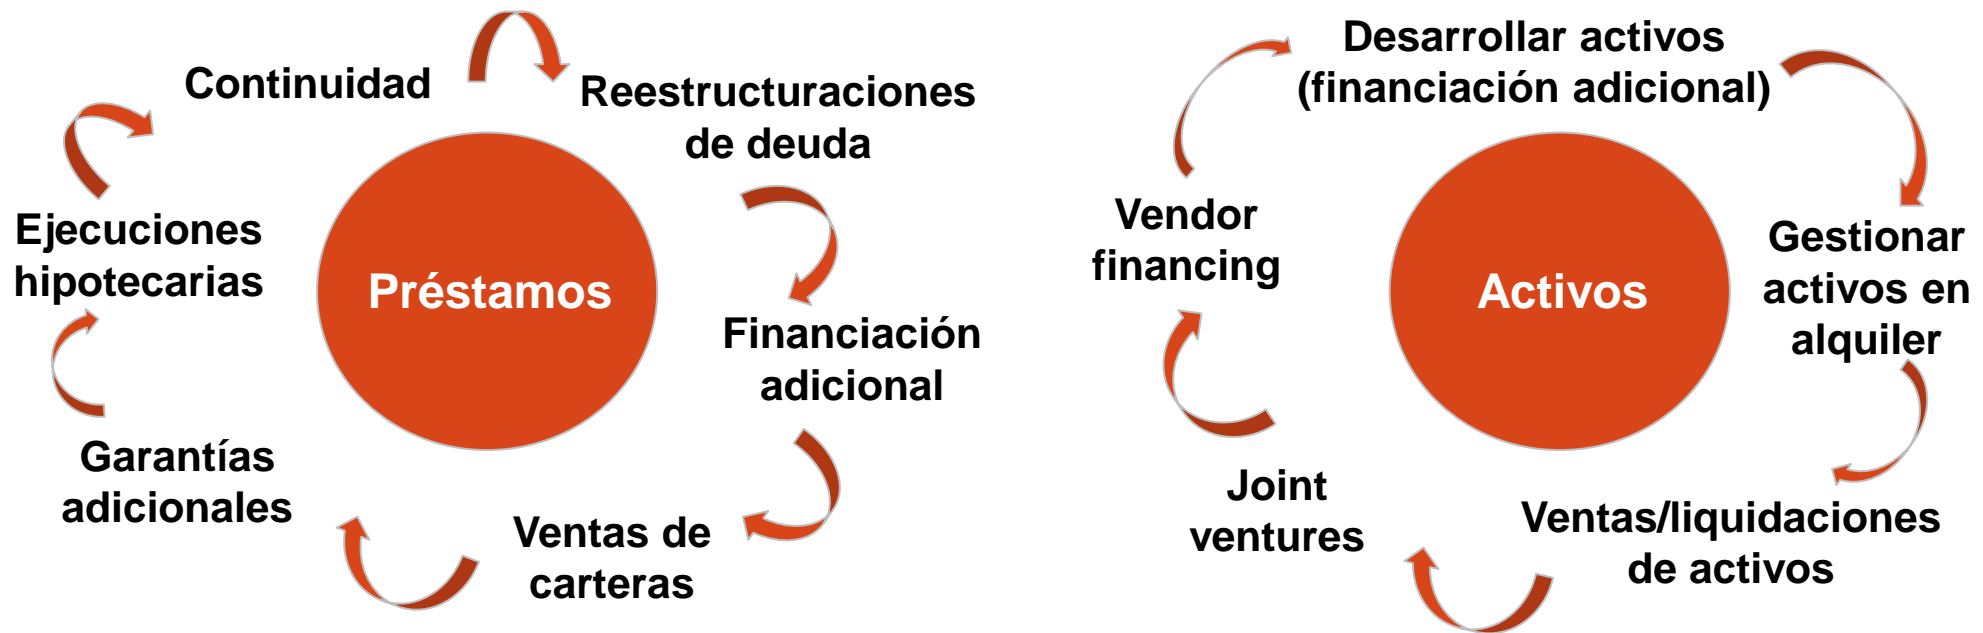 Continuidad
Reestructuraciones
de deuda
Ejecuciones
hipotecarias
Préstamos
Financiación
adicional
Garantías
adicionales
Ventas de
carteras
Desarrollar activos
(financiación adicional)
Vendor
financing
Activos
Gestionar
activos en
alquiler
Joint
ventures
Ventas/liquidaciones
de activos